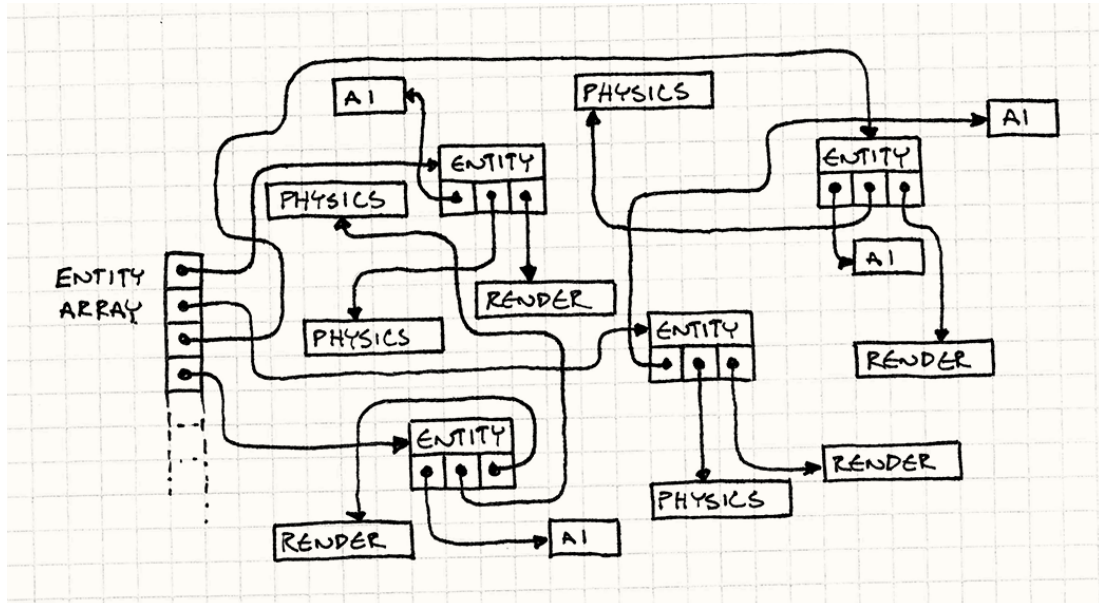 AI
PHYSICS
AI
ENTITY
ENTITY
PHYSICS
AI
ENTITY
ARRAY
RENDER
PHYSICS
ENTITY
RENDER
ENTITY
RENDER
PHYSICS
RENDER
AI